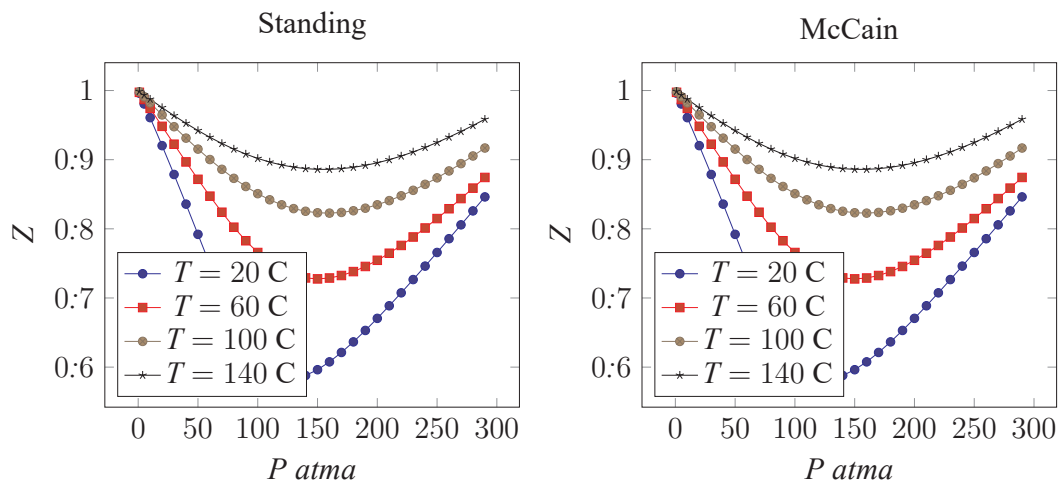 Standing
1
0.9
0:8
0.7
0:6
Z
T = 20 C
T = 60 C
T = 100 C
T = 140 C
0 50 100 150 200 250 300
P atma
McCain
1
0.9
0:8
0.7
0:6
Z
T = 20 C
T = 60 C
T = 100 C
T = 140 C
0 50 100 150 200 250 300
P atma